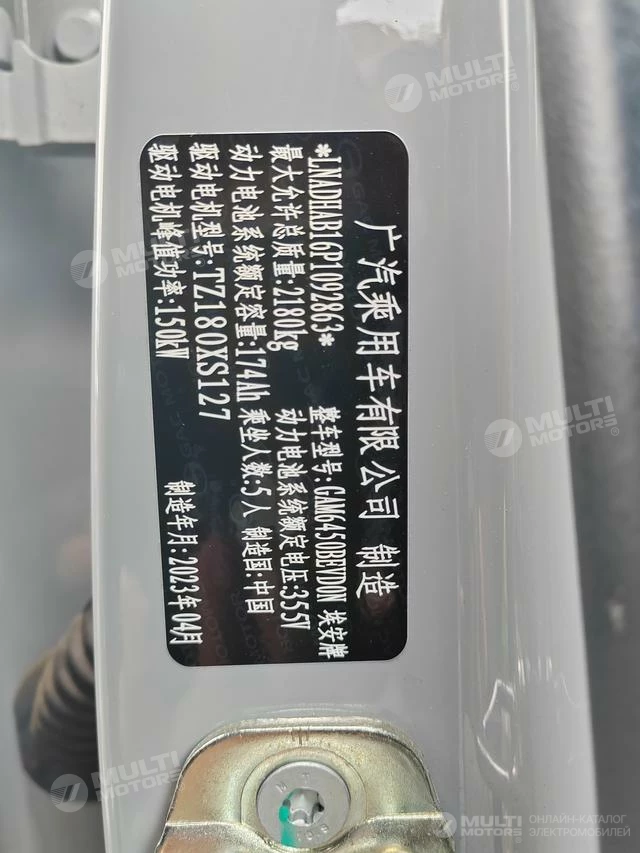 广汽乘用车有限公司 制造
*LNADHAB16P1092863* 整车型号:GAM6450BEVD0N 埃安牌
最大允许总质量:2180kg 动力电池系统额定电压:355V
动力电池系统额定容量:174Ah 乘坐人数:5人 制造国:中国
驱动电机型号:TZ180XS127
驱动电机峰值功率:150kW 制造年月:2023年04月
MULTI MOTORS®
MULTI MOTORS®
MULTI MOTORS®
MULTI MOTORS®
MULTI MOTORS
MULTI MOTORS® ОНЛАЙН-КАТАЛОГ ЭЛЕКТРОМОБИЛЕЙ